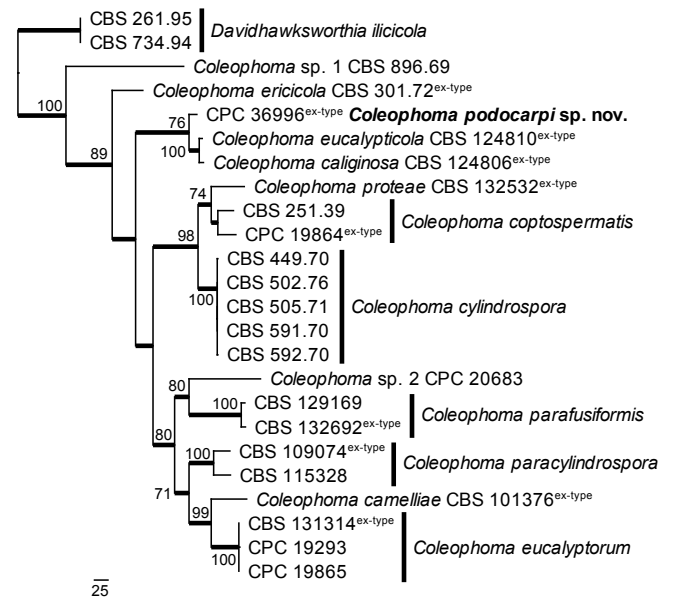 CBS 261.95
CBS 734.94
Davidhawksworthia ilicicola
Coleophoma sp. 1 CBS 896.69
100
Coleophoma ericicola CBS 301.72ex-type
89
CPC 36996ex-type Coleophoma podocarpi sp. nov.
76
Coleophoma eucalypticola CBS 124810ex-type
100
Coleophoma caliginosa CBS 124806ex-type
Coleophoma proteae CBS 132532ex-type
74
CBS 251.39
CPC 19864ex-type
Coleophoma coptospermatis
98
CBS 449.70
CBS 502.76
100
CBS 505.71
CBS 591.70
CBS 592.70
Coleophoma cylindrospora
Coleophoma sp. 2 CPC 20683
80
100
CBS 129169
CBS 132692ex-type
Coleophoma parafusiformis
80
100
CBS 109074ex-type
CBS 115328
Coleophoma paracylindrospora
71
Coleophoma camelliae CBS 101376ex-type
99
CBS 131314ex-type
CPC 19293
100
CPC 19865
Coleophoma eucalyptorum
25